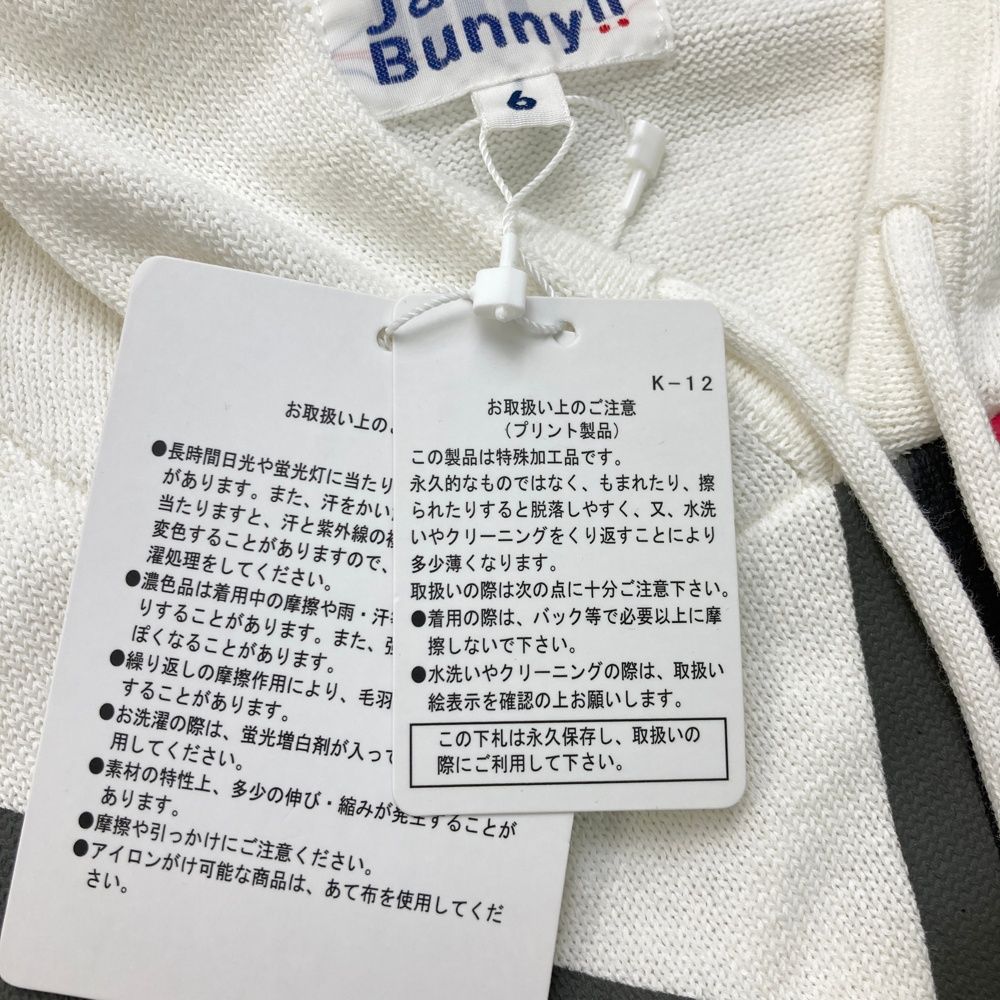 Bunny!!
6
K-12
お取扱い上のご注意
(プリント製品)
この製品は特殊加工品です。
永久的なものではなく、もまれたり、擦
られたりすると脱落しやすく、又、水洗
いやクリーニングをくり返すことにより
多少薄くなります。
取扱いの際は次の点に十分ご注意下さい。
●着用の際は、バック等で必要以上に摩
擦しないで下さい。
●水洗いやクリーニングの際は、取扱い
絵表示を確認の上お願いします。
この下札は永久保存し、取扱いの
際にご利用して下さい。
お取扱い上の
●長時間日光や蛍光灯に当たり
があります。また、汗をかい
当たりますと、汗と紫外線の
変色することがありますので、
濯処理をしてください。
●濃色品は着用中の摩擦や雨・汗
りすることがあります。また、
ぽくなることがあります。
●繰り返しの摩擦作用により、毛羽
することがあります。
●お洗濯の際は、蛍光増白剤が入って
用してください。
●素材の特性上、多少の伸び・縮みが発生することが
あります。
●摩擦や引っかけにご注意ください。
●アイロンがけ可能な商品は、あて布を使用してくだ
さい。